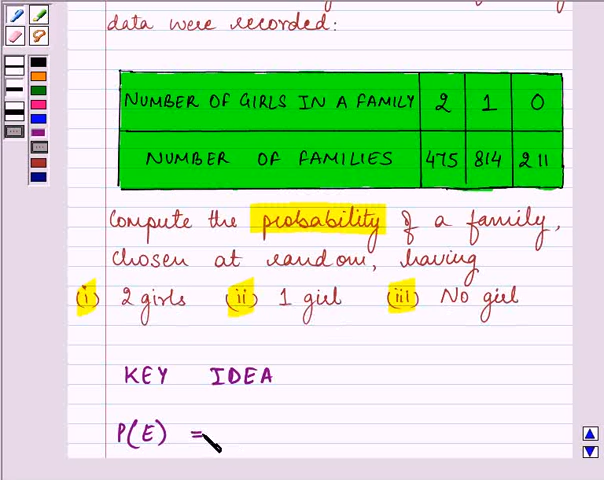 data were recorded:
NUMBER OF GIRLS IN A FAMILY 2 1 0
NUMBER OF FAMILIES 475 814 211
Compute the probability of a family,
chosen at random, having
(i) 2 girls (ii) 1 girl (iii) No girl
KEY IDEA
P(E) =